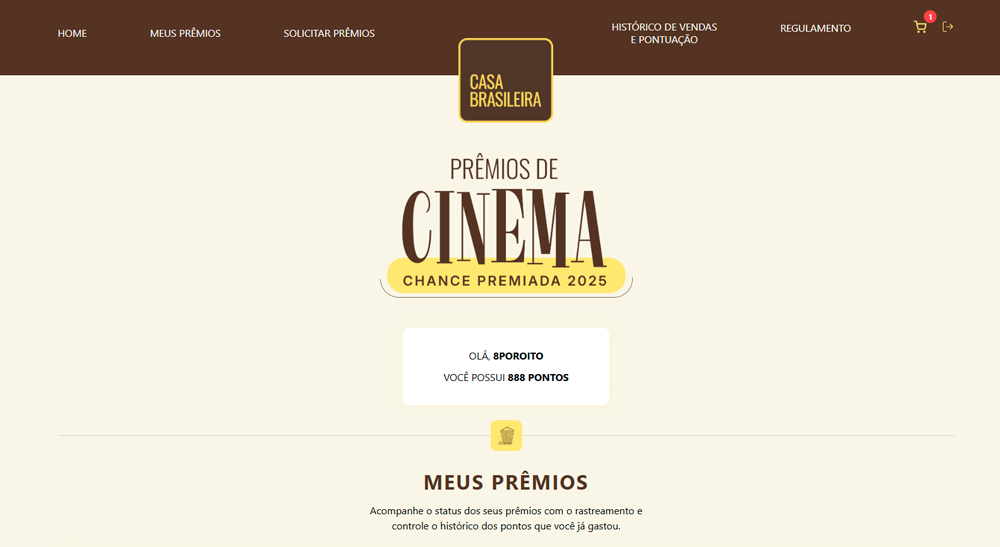 HOME
MEUS PRÊMIOS
SOLICITAR PRÊMIOS
HISTÓRICO DE VENDAS
E PONTUAÇÃO
REGULAMENTO
1
CASA
BRASILEIRA
PRÊMIOS DE
CINEMA
CHANCE PREMIADA 2025
OLÁ, 8POROITO
VOCÊ POSSUI 888 PONTOS
MEUS PRÊMIOS
Acompanhe o status dos seus prêmios com o rastreamento e
controle o histórico dos pontos que você já gastou.